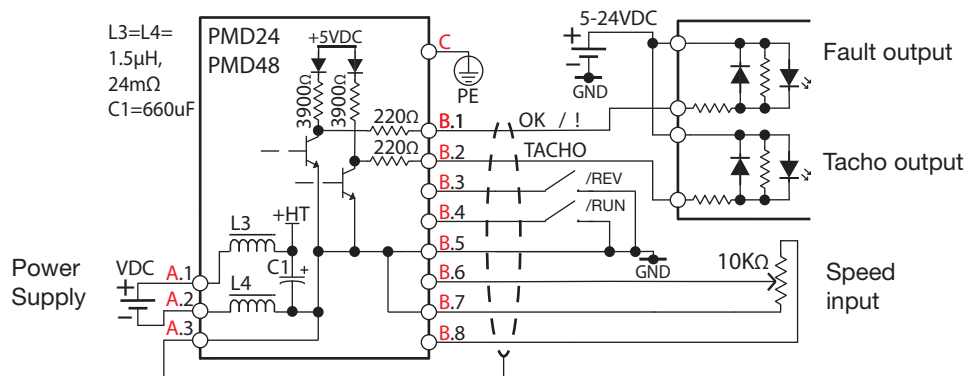 L3=L4=
1.5µH,
24mΩ
C1=660uF
PMD24
PMD48
+5VDC
3900Ω
3900Ω
220Ω
220Ω
C
PE
5-24VDC
+
−
GND
Fault output
B.1
OK / !
B.2
TACHO
Tacho output
B.3
/REV
B.4
/RUN
B.5
GND
B.6
10KΩ
Speed
input
B.7
B.8
+HT
L3
C1
+
L4
Power
Supply
VDC
+
−
A.1
A.2
A.3